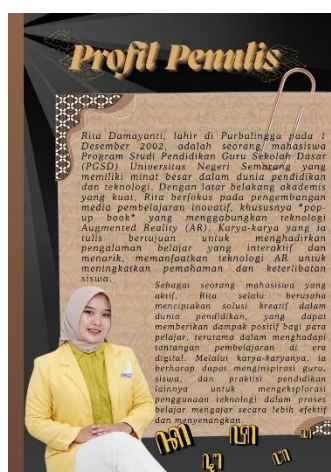 Profil Penulis
Rita Damayanti, lahir di Purbalingga pada 1
Desember 2002, adalah seorang mahasiswa
Program Studi Pendidikan Guru Sekolah Dasar
(PGSD) Universitas Negeri Semarang yang
memiliki minat besar dalam dunia pendidikan
dan teknologi. Dengan latar belakang akademis
yang kuat, Rita berfokus pada pengembangan
media pembelajaran inovatif, khususnya *pop-
up book* yang menggabungkan teknologi
Augmented Reality (AR). Karya-karya yang ia
tulis bertujuan untuk menghadirkan
pengalaman belajar yang interaktif dan
menarik, memanfaatkan teknologi AR untuk
meningkatkan pemahaman dan keterlibatan
siswa.
Sebagai seorang mahasiswa yang
aktif, Rita selalu berusaha
menciptakan solusi kreatif dalam
dunia pendidikan, yang dapat
memberikan dampak positif bagi para
pelajar, terutama dalam menghadapi
tantangan pembelajaran di era
digital. Melalui karya-karyanya, ia
berharap dapat menginspirasi guru,
siswa, dan praktisi pendidikan
lainnya untuk mengeksplorasi
penggunaan teknologi dalam proses
belajar mengajar secara lebih efektif
dan menyenangkan.